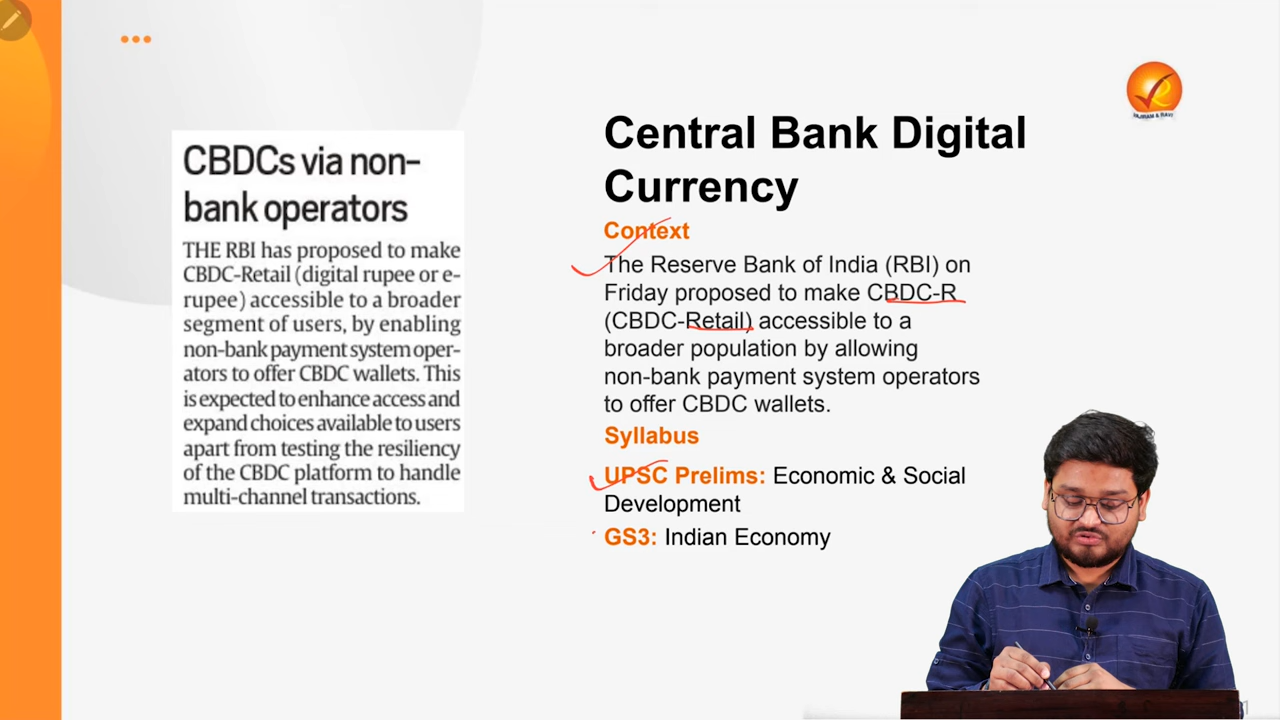 CBDCs via non-
bank operators
THE RBI has proposed to make
CBDC-Retail (digital rupee or e-
rupee) accessible to a broader
segment of users, by enabling
non-bank payment system oper-
ators to offer CBDC wallets. This
is expected to enhance access and
expand choices available to users
apart from testing the resiliency
of the CBDC platform to handle
multi-channel transactions.
Central Bank Digital
Currency
Context
The Reserve Bank of India (RBI) on
Friday proposed to make CBDC-R
(CBDC-Retail) accessible to a
broader population by allowing
non-bank payment system operators
to offer CBDC wallets.
Syllabus
UPSC Prelims: Economic & Social
Development
GS3: Indian Economy